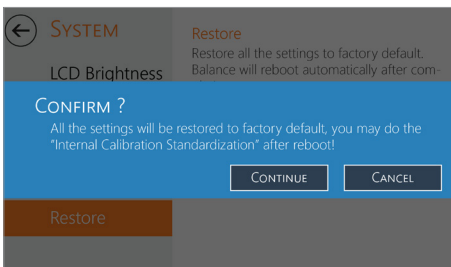 SYSTEM
Restore
Restore all the settings to factory default.
LCD Brightness
Balance will reboot automatically after com-
CONFIRM ?
All the settings will be restored to factory default, you may do the
“Internal Calibration Standardization” after reboot!
CONTINUE
CANCEL
Restore